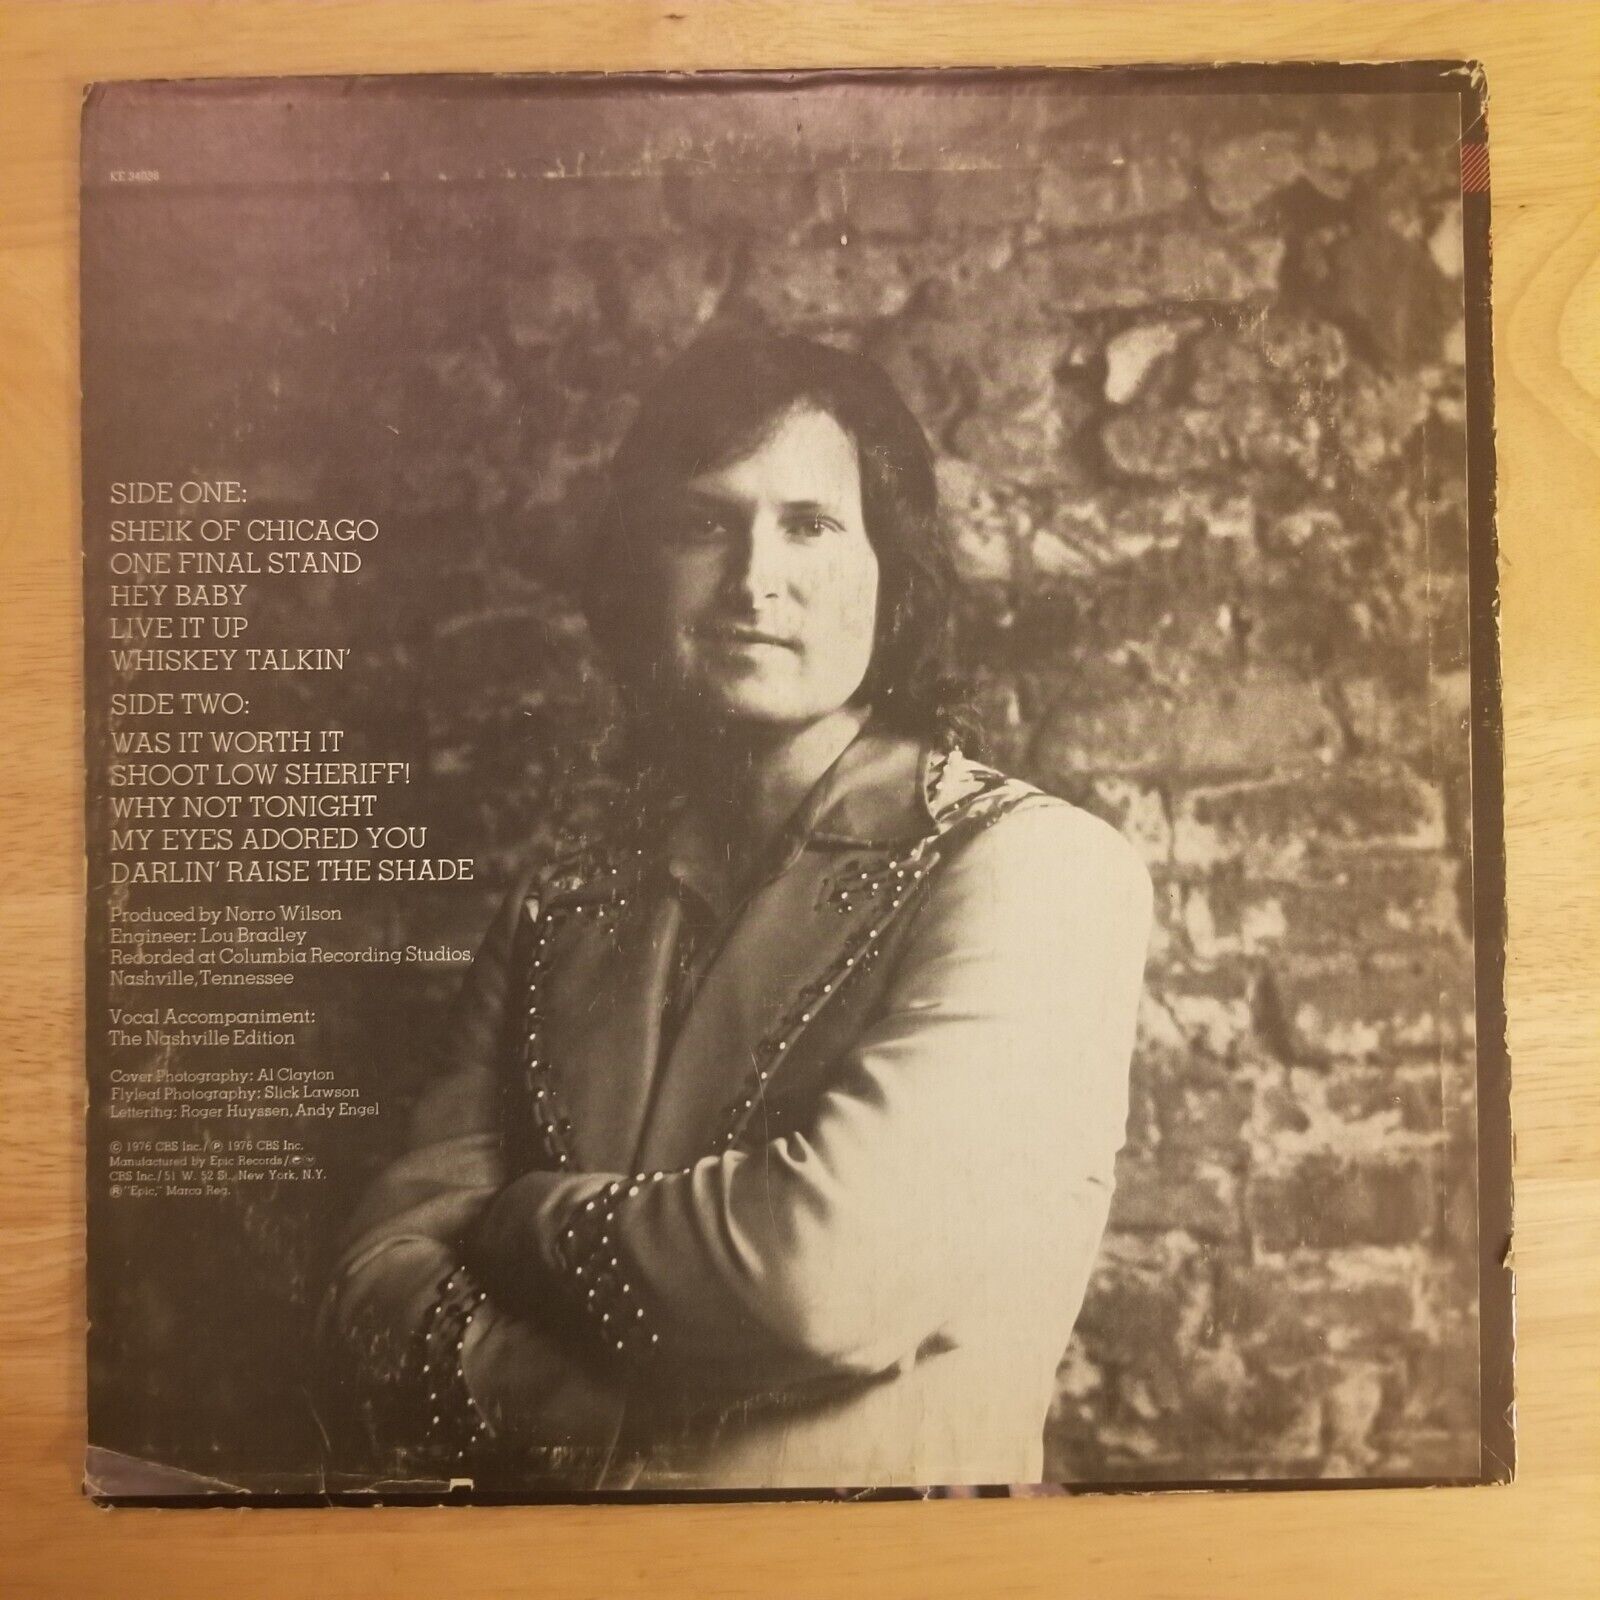 KE 34036
SIDE ONE:
SHEIK OF CHICAGO
ONE FINAL STAND
HEY BABY
LIVE IT UP
WHISKEY TALKIN'
SIDE TWO:
WAS IT WORTH IT
SHOOT LOW SHERIFF!
WHY NOT TONIGHT
MY EYES ADORED YOU
DARLIN' RAISE THE SHADE
Produced by Norro Wilson
Engineer: Lou Bradley
Recorded at Columbia Recording Studios,
Nashville, Tennessee
Vocal Accompaniment:
The Nashville Edition
Cover Photography: Al Clayton
Flyleaf Photography: Slick Lawson
Lettering: Roger Huyssen, Andy Engel
© 1976 CBS Inc./℗ 1976 CBS Inc.
Manufactured by Epic Records/
CBS Inc./51 W. 52 St., New York, N.Y.
® "Epic," Marca Reg.